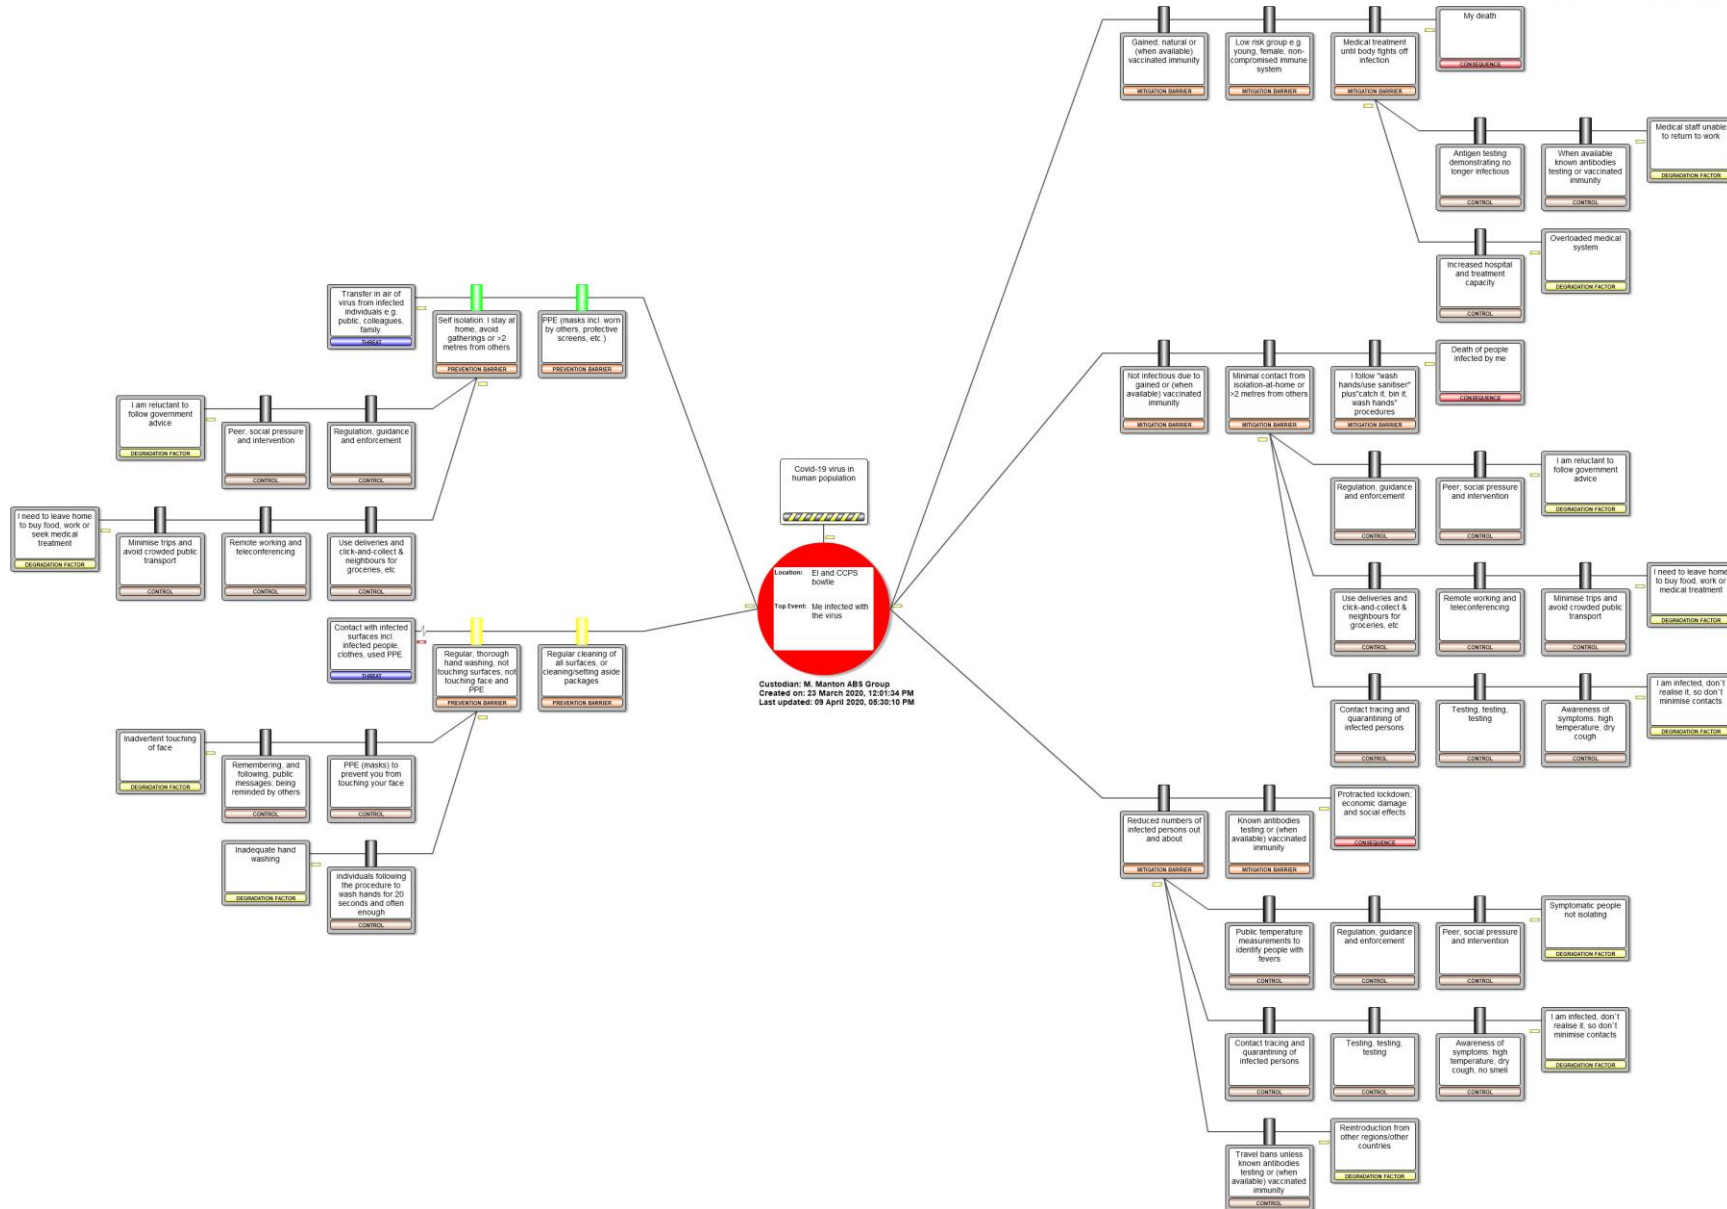 My death
CONSEQUENCE
Gained, natural or
(when available)
vaccinated immunity
MITIGATION BARRIER
Low risk group e.g.
young, female, non-
compromised immune
system
MITIGATION BARRIER
Medical treatment
until body fights off
infection
MITIGATION BARRIER
Medical staff unable
to return to work
DEGRADATION FACTOR
Antigen testing
demonstrating no
longer infectious
CONTROL
When available
known antibodies
testing or vaccinated
immunity
CONTROL
Overloaded medical
system
DEGRADATION FACTOR
Increased hospital
and treatment
capacity
CONTROL
Transfer in air of
virus from infected
individuals e.g.
public, colleagues,
family.
THREAT
Self isolation: I stay at
home, avoid
gatherings or >2
metres from others
PREVENTION BARRIER
PPE (masks incl. worn
by others, protective
screens, etc.)
PREVENTION BARRIER
I am reluctant to
follow government
advice
DEGRADATION FACTOR
Peer, social pressure
and intervention
CONTROL
Regulation, guidance
and enforcement
CONTROL
I need to leave home
to buy food, work or
seek medical
treatment
DEGRADATION FACTOR
Minimise trips and
avoid crowded public
transport
CONTROL
Remote working and
teleconferencing
CONTROL
Use deliveries and
click-and-collect &
neighbours for
groceries, etc
CONTROL
Contact with infected
surfaces incl.
infected people,
clothes, used PPE.
THREAT
Regular, thorough
hand washing, not
touching surfaces, not
touching face and
PPE
PREVENTION BARRIER
Regular cleaning of
all surfaces, or
cleaning/setting aside
packages
PREVENTION BARRIER
Inadvertent touching
of face
DEGRADATION FACTOR
Remembering, and
following, public
messages; being
reminded by others
CONTROL
PPE (masks) to
prevent you from
touching your face
CONTROL
Inadequate hand
washing
DEGRADATION FACTOR
individuals following
the procedure to
wash hands for 20
seconds and often
enough
CONTROL
Covid-19 virus in
human population
Location: EI and CCPS
bowtie
Top Event: Me infected with
the virus
Custodian: M. Manton ABS Group
Created on: 23 March 2020, 12:01:34 PM
Last updated: 09 April 2020, 05:30:10 PM
Death of people
infected by me
CONSEQUENCE
Not infectious due to
gained or (when
available) vaccinated
immunity
MITIGATION BARRIER
Minimal contact from
isolation-at-home or
>2 metres from others
MITIGATION BARRIER
I follow "wash
hands/use sanitiser"
plus"catch it, bin it,
wash hands"
procedures
MITIGATION BARRIER
I am reluctant to
follow government
advice
DEGRADATION FACTOR
Regulation, guidance
and enforcement
CONTROL
Peer, social pressure
and intervention
CONTROL
I need to leave home
to buy food, work or
medical treatment
DEGRADATION FACTOR
Use deliveries and
click-and-collect &
neighbours for
groceries, etc
CONTROL
Remote working and
teleconferencing
CONTROL
Minimise trips and
avoid crowded public
transport
CONTROL
I am infected, don't
realise it, so don't
minimise contacts
DEGRADATION FACTOR
Contact tracing and
quarantining of
infected persons
CONTROL
Testing, testing,
testing
CONTROL
Awareness of
symptoms: high
temperature, dry
cough
CONTROL
Protracted lockdown;
economic damage
and social effects
CONSEQUENCE
Reduced numbers of
infected persons out
and about
MITIGATION BARRIER
Known antibodies
testing or (when
available) vaccinated
immunity
MITIGATION BARRIER
Symptomatic people
not isolating
DEGRADATION FACTOR
Public temperature
measurements to
identify people with
fevers
CONTROL
Regulation, guidance
and enforcement
CONTROL
Peer, social pressure
and intervention
CONTROL
I am infected, don't
realise it, so don't
minimise contacts
DEGRADATION FACTOR
Contact tracing and
quarantining of
infected persons
CONTROL
Testing, testing,
testing
CONTROL
Awareness of
symptoms: high
temperature, dry
cough, no smell
CONTROL
Reintroduction from
other regions/other
countries
DEGRADATION FACTOR
Travel bans unless
known antibodies
testing or (when
available) vaccinated
immunity
CONTROL